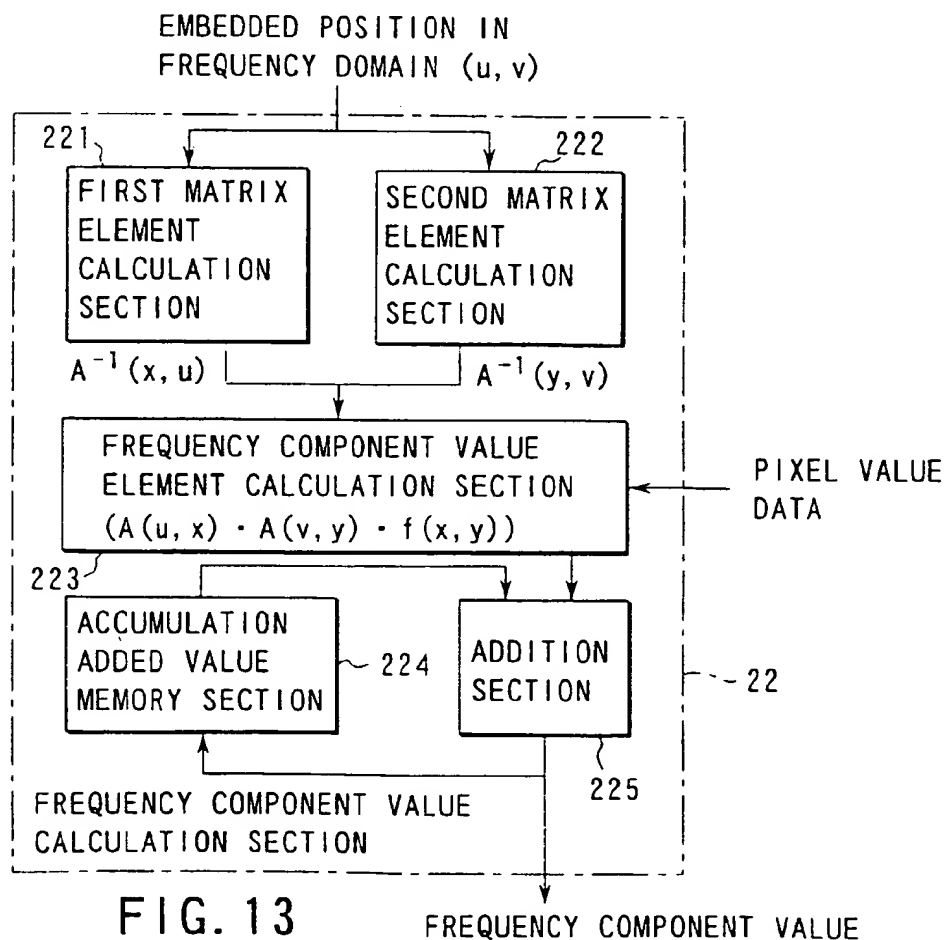 EMBEDDED POSITION IN
FREQUENCY DOMAIN (u, v)
221
222
FIRST MATRIX
ELEMENT
CALCULATION
SECTION
SECOND MATRIX
ELEMENT
CALCULATION
SECTION
A⁻¹(x, u)
A⁻¹(y, v)
FREQUENCY COMPONENT VALUE
ELEMENT CALCULATION SECTION
(A(u, x) · A(v, y) · f(x, y))
PIXEL VALUE
DATA
223
ACCUMULATION
ADDED VALUE
MEMORY SECTION
224
ADDITION
SECTION
22
225
FREQUENCY COMPONENT VALUE
CALCULATION SECTION
FIG. 13
FREQUENCY COMPONENT VALUE